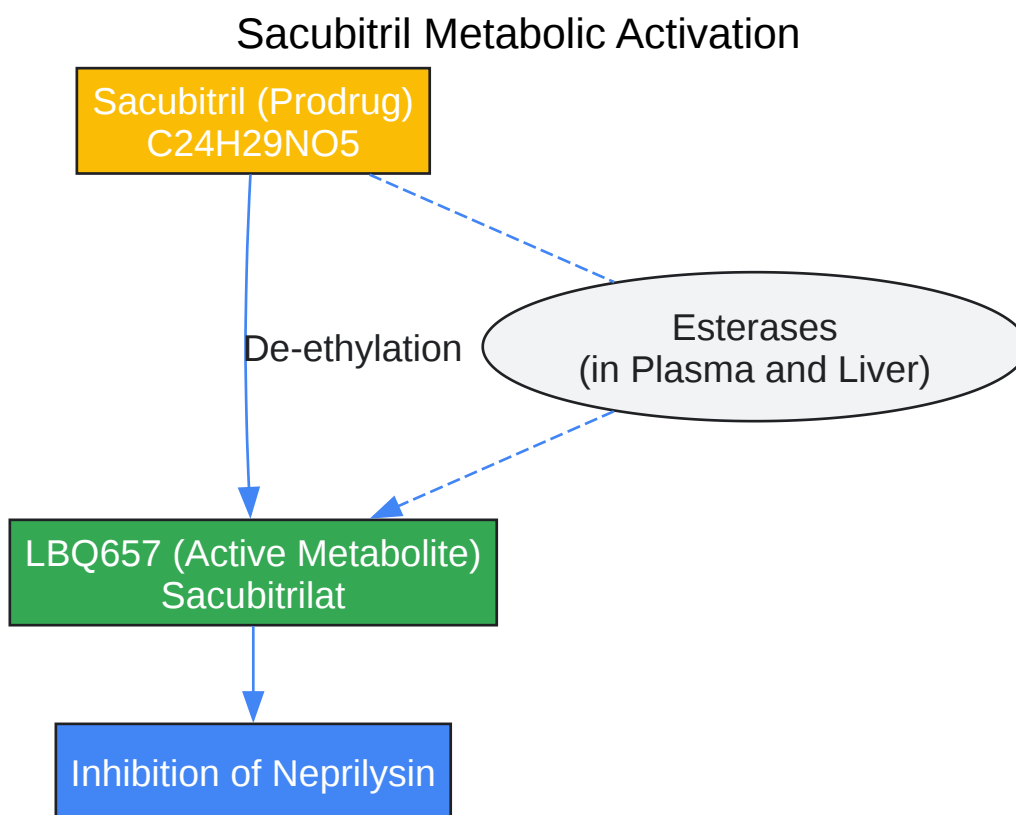 Sacubitril Metabolic Activation
Sacubitril (Prodrug)
C24H29NO5
De-ethylation
Esterases
(in Plasma and Liver)
LBQ657 (Active Metabolite)
Sacubitrilat
Inhibition of Neprilysin